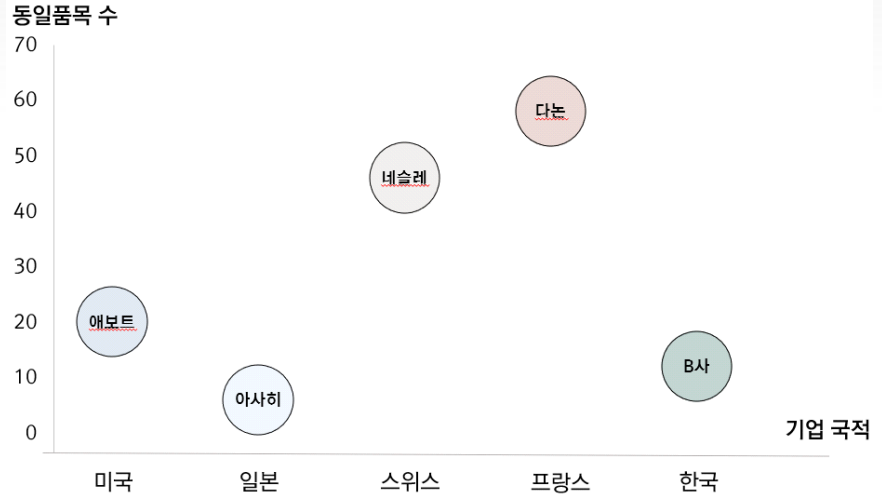 동일품목 수
70
60
50
40
30
20
10
0
다논
네슬레
애보트
아사히
B사
기업 국적
미국 일본 스위스 프랑스 한국